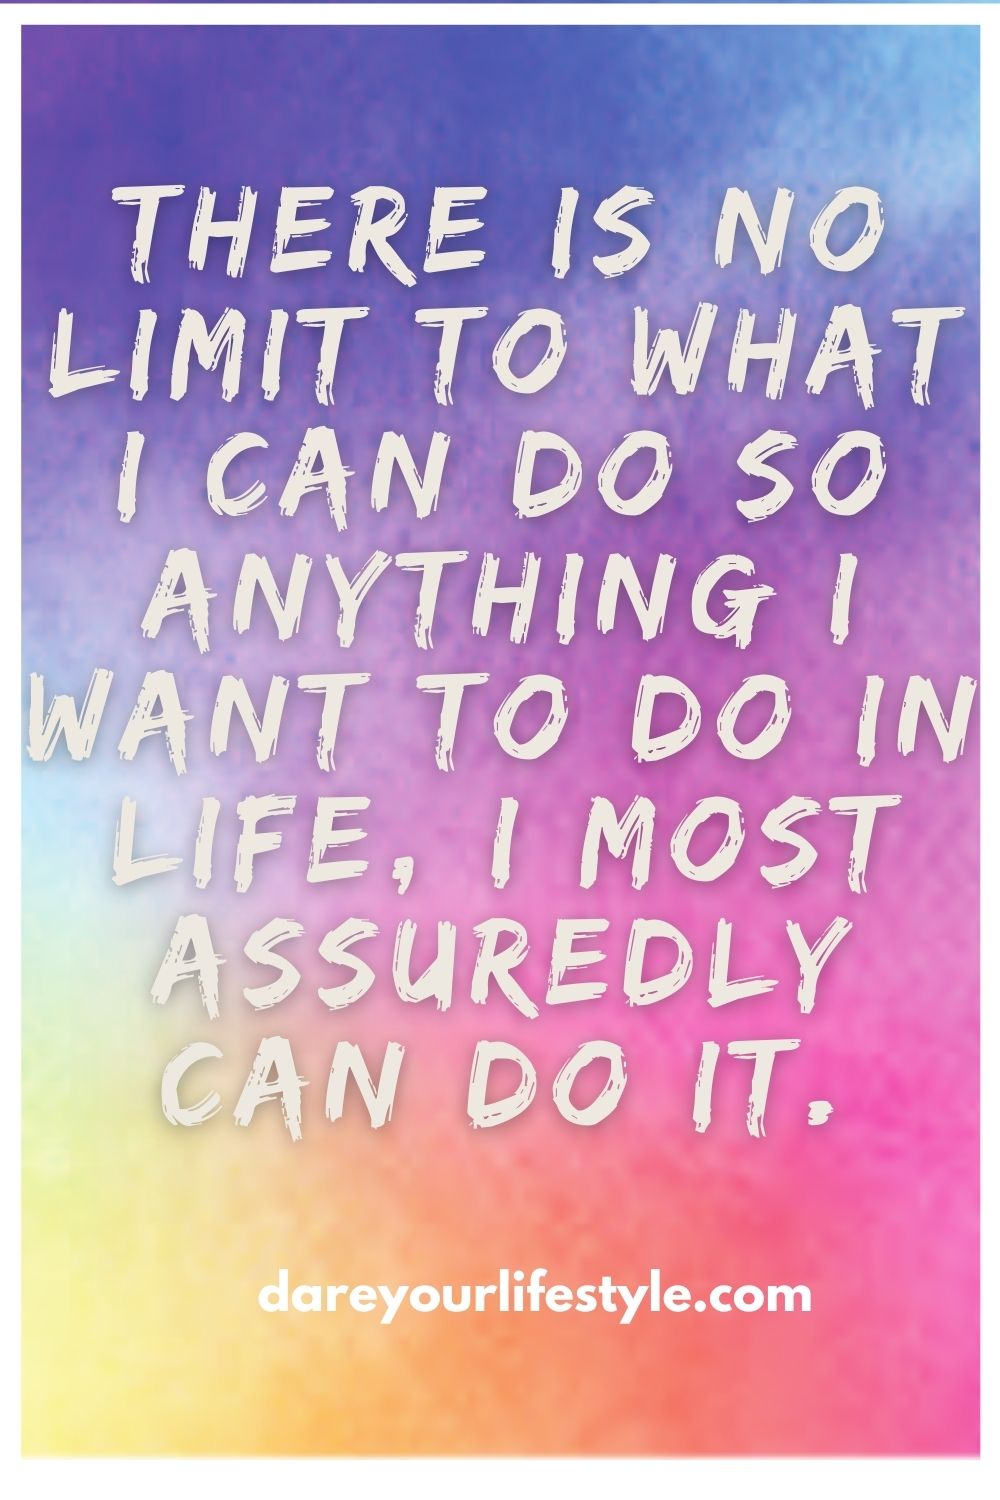 THERE IS NO
LIMIT TO WHAT
I CAN DO SO
ANYTHING I
WANT TO DO IN
LIFE, I MOST
ASSUREDLY
CAN DO IT.
dareyourlifestyle.com